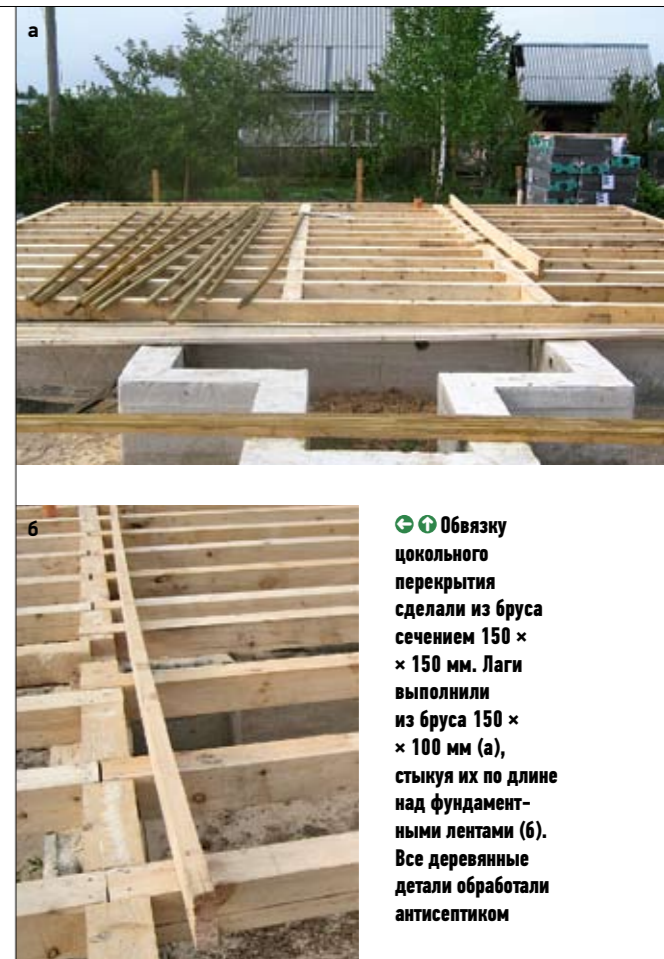 а
б
Обвязку
цокольного
перекрытия
сделали из бруса
сечением 150 ×
× 150 мм. Лаги
выполнили
из бруса 150 ×
× 100 мм (а),
стыкуя их по длине
над фундамент-
ными лентами (б).
Все деревянные
детали обработали
антисептиком